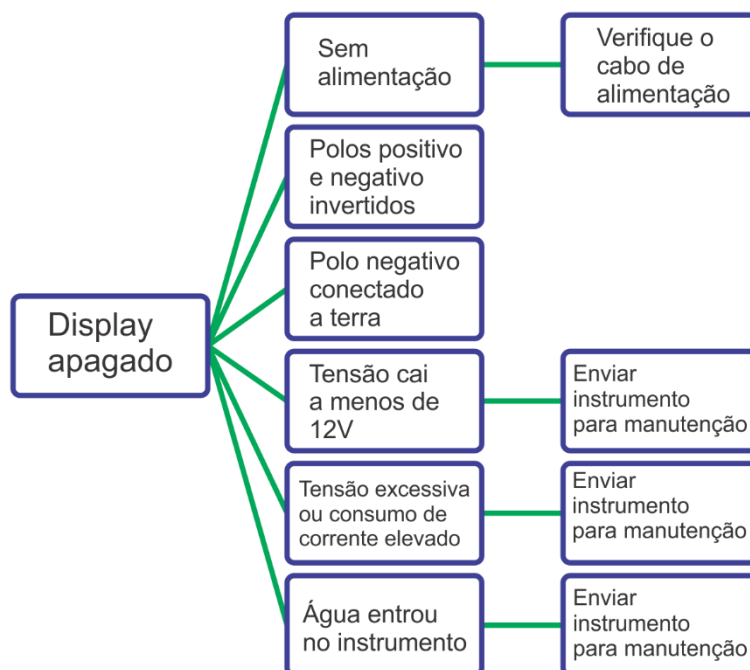 Display
apagado
Sem
alimentação
Verifique o
cabo de
alimentação
Polos positivo
e negativo
invertidos
Polo negativo
conectado
a terra
Tensão cai
a menos de
12V
Enviar
instrumento
para manutenção
Tensão excessiva
ou consumo de
corrente elevado
Enviar
instrumento
para manutenção
Água entrou
no instrumento
Enviar
instrumento
para manutenção